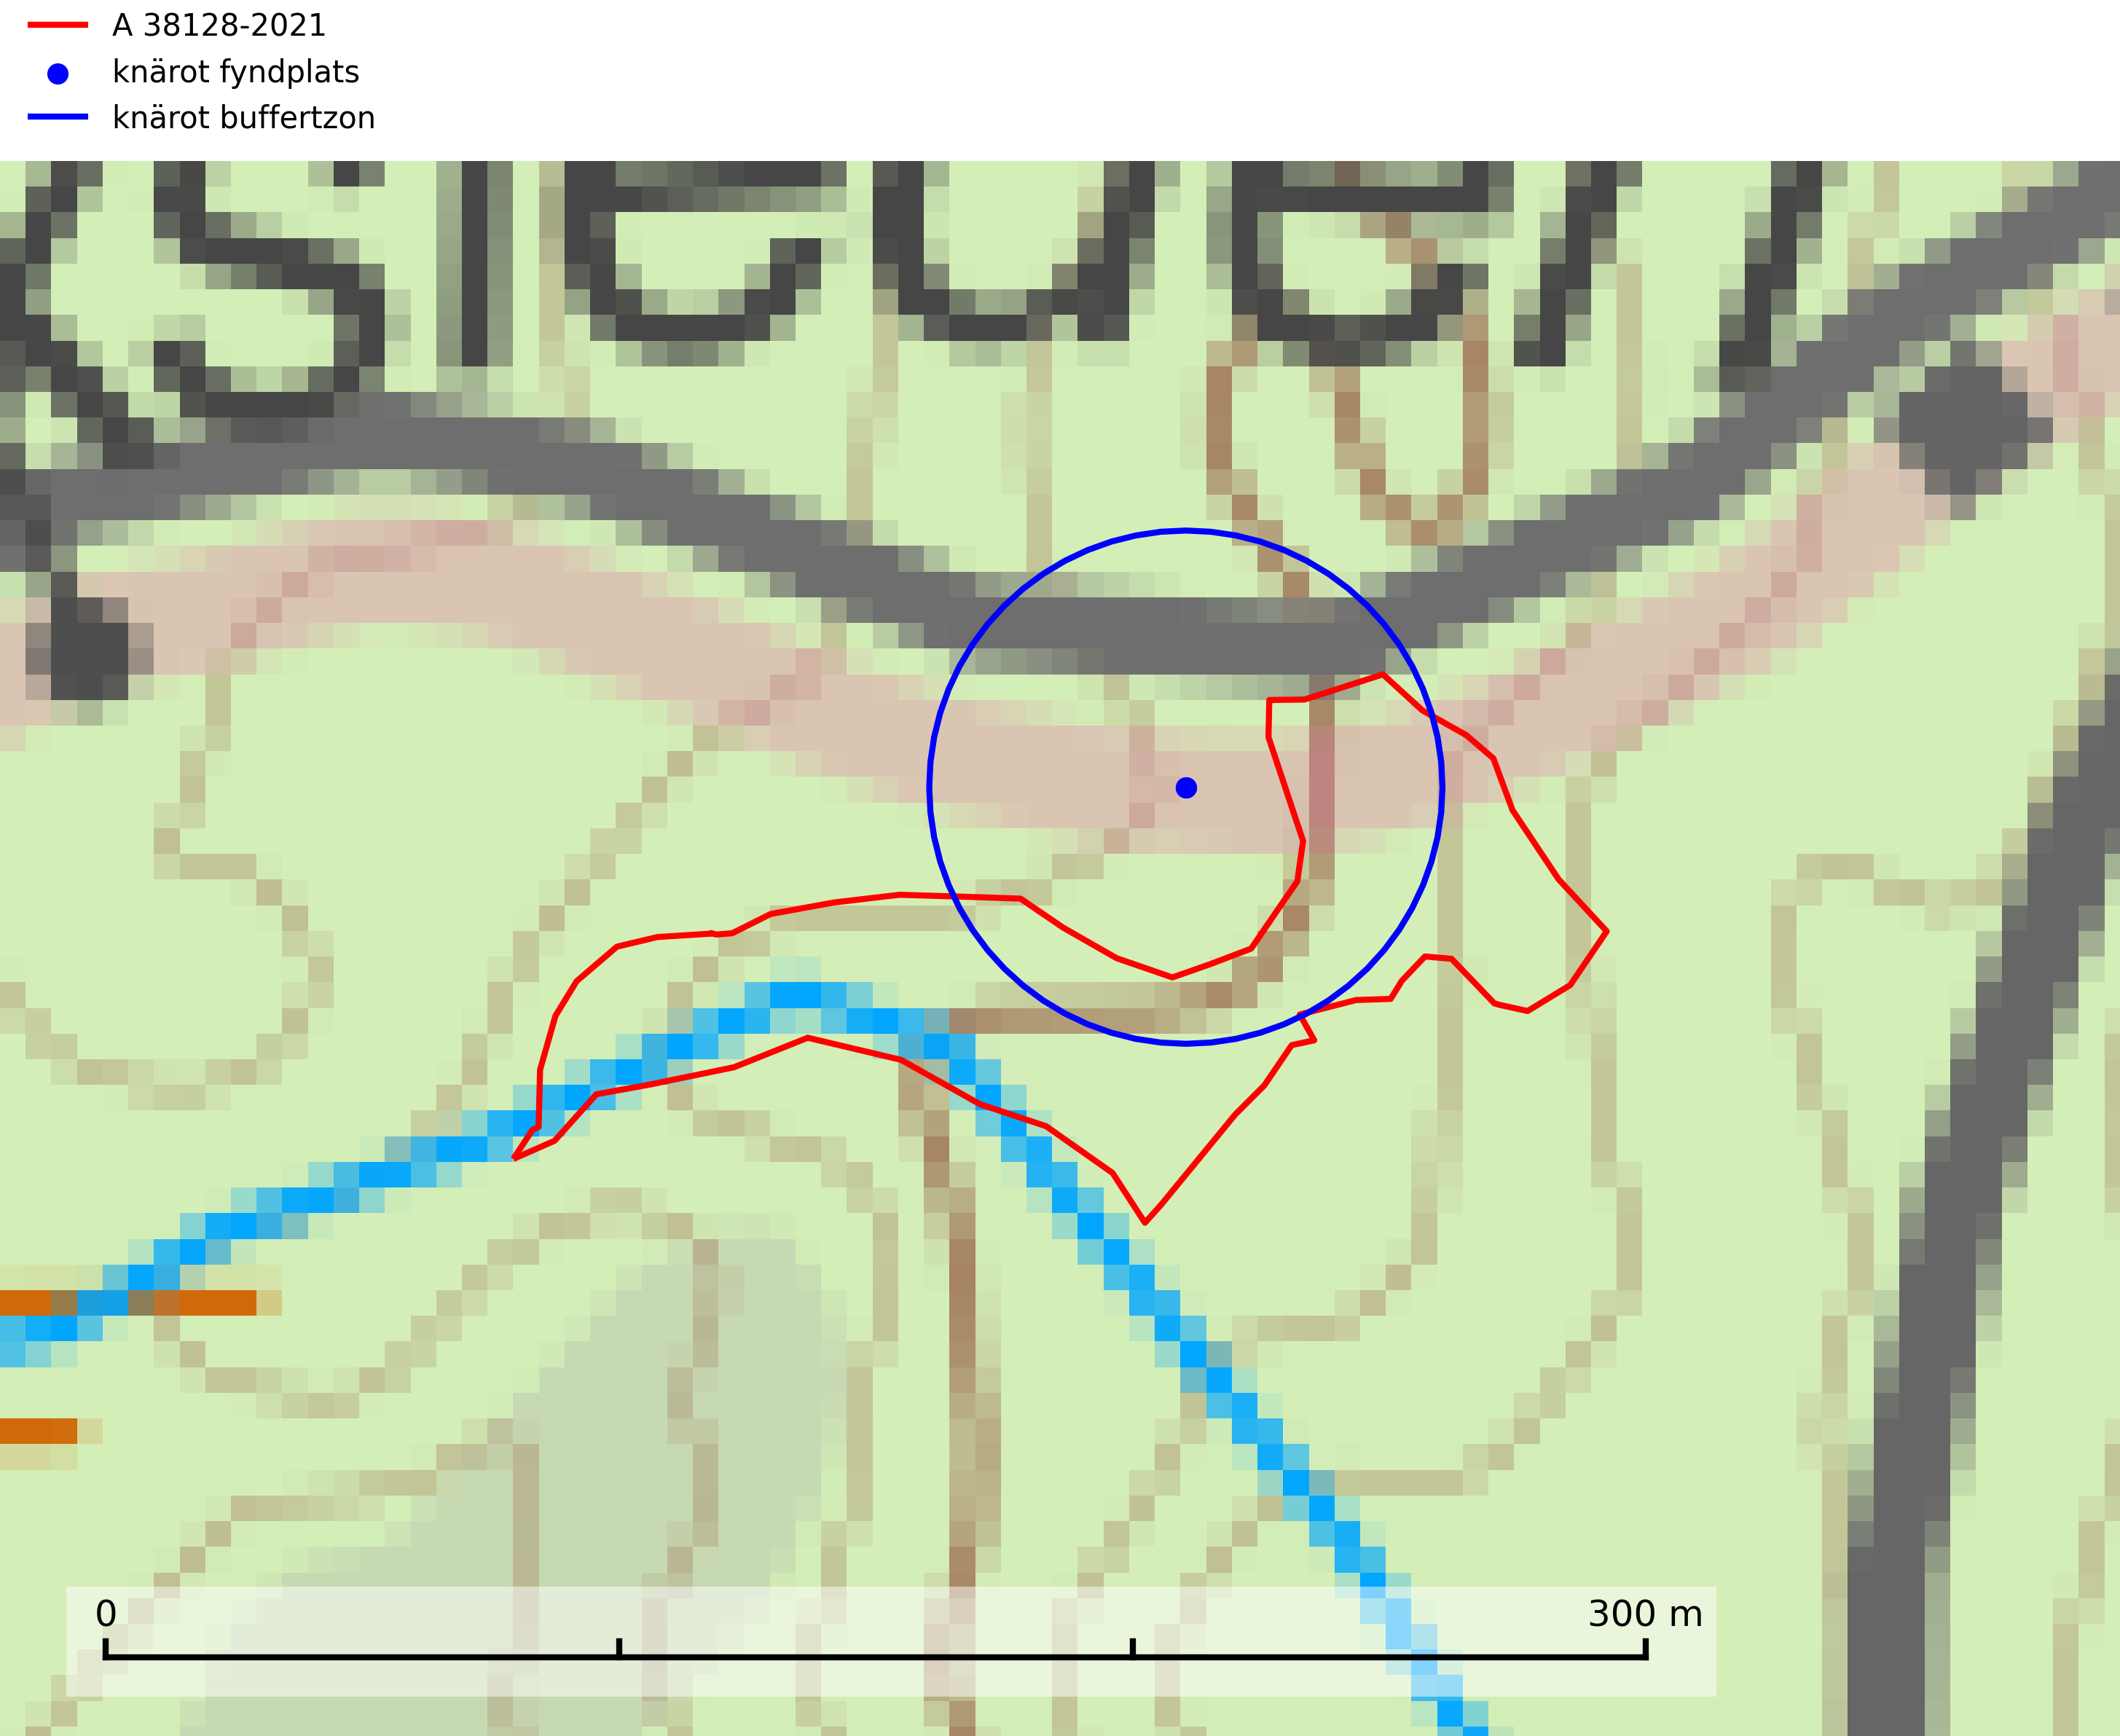 A 38128-2021
knärot fyndplats
knärot buffertzon
0 300 m